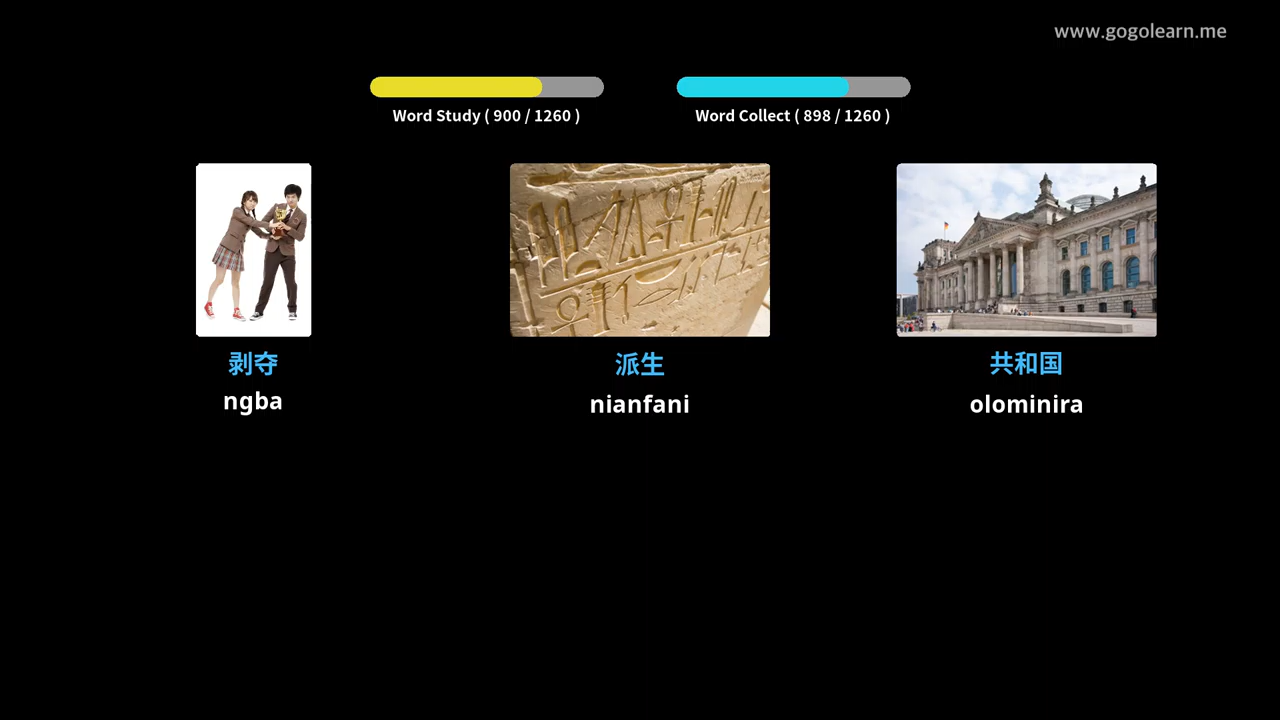 www.gogolearn.me
Word Study ( 900 / 1260 )
Word Collect ( 898 / 1260 )
剥夺
ngba
派生
nianfani
共和国
olominira